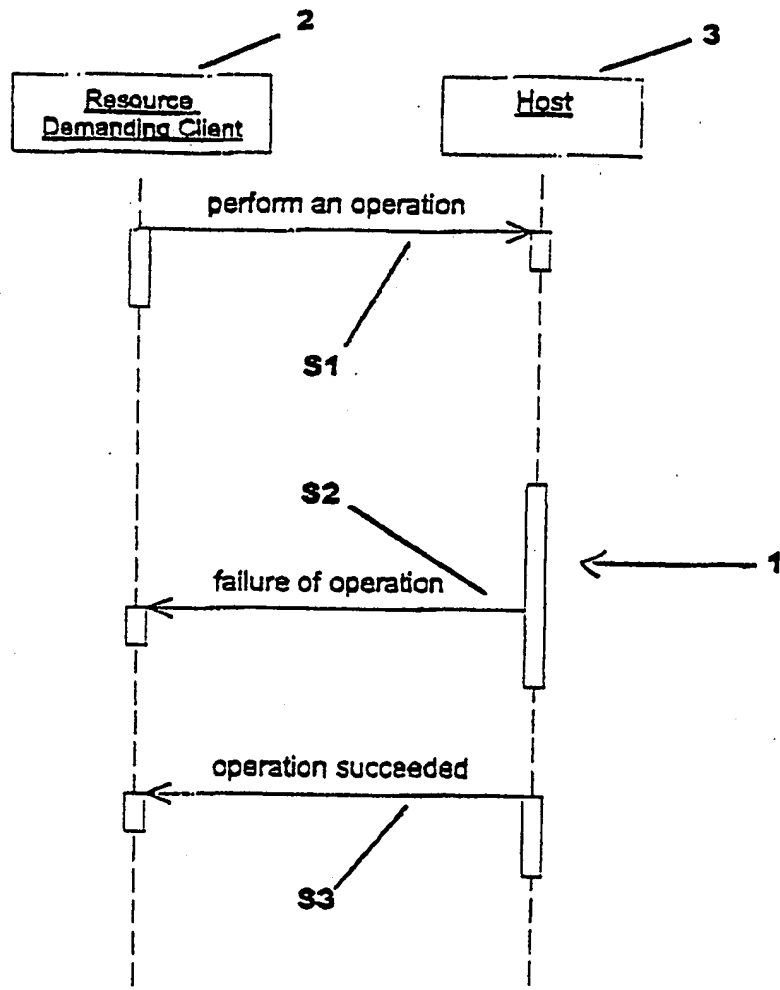 2
3
Resource
Demanding Client
Host
perform an operation
S1
S2
1
failure of operation
operation succeeded
S3